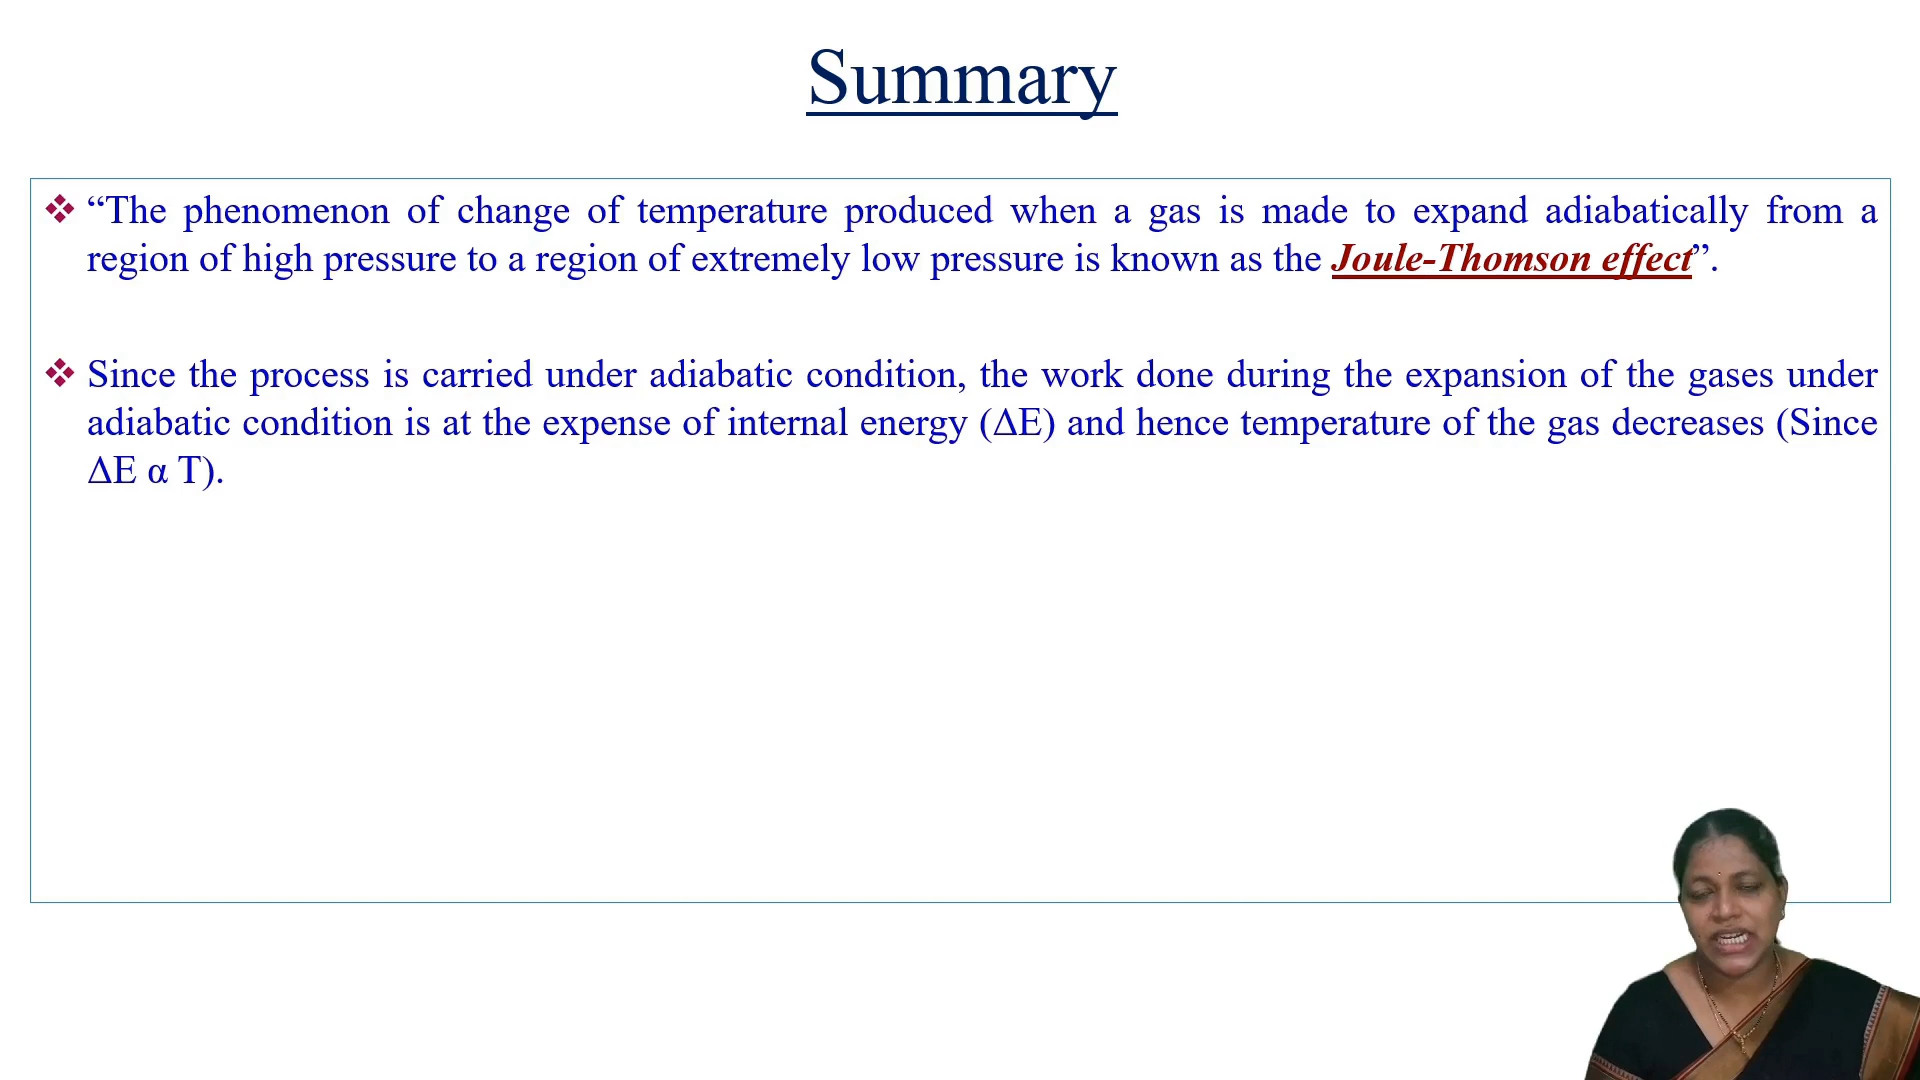 Summary
❖ “The phenomenon of change of temperature produced when a gas is made to expand adiabatically from a
region of high pressure to a region of extremely low pressure is known as the Joule-Thomson effect”.
❖ Since the process is carried under adiabatic condition, the work done during the expansion of the gases under
adiabatic condition is at the expense of internal energy (ΔE) and hence temperature of the gas decreases (Since
ΔE α T).